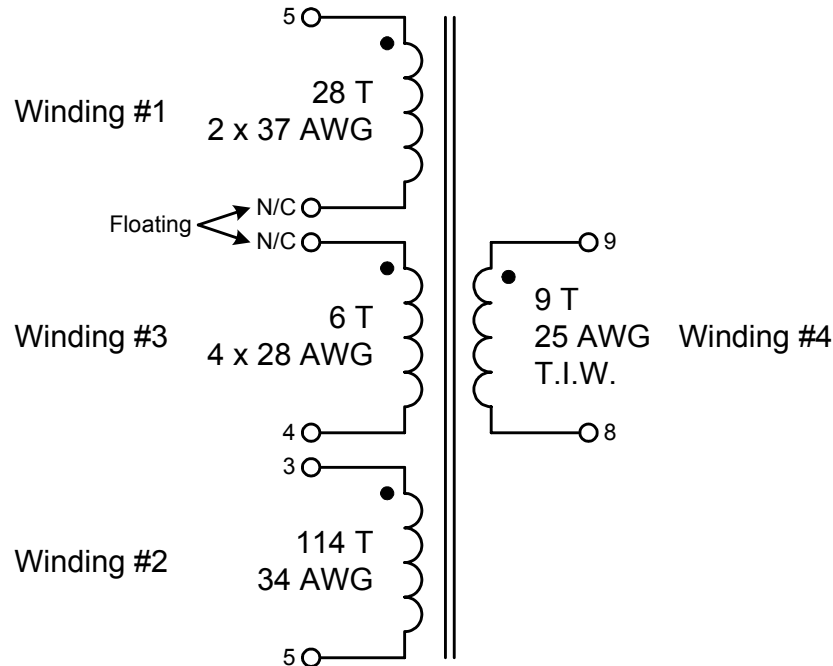 5
28 T
Winding #1
2 x 37 AWG
N/C
Floating
N/C
9
6 T
9 T
Winding #3
25 AWG
Winding #4
4 x 28 AWG
T.I.W.
4
8
3
114 T
Winding #2
34 AWG
5